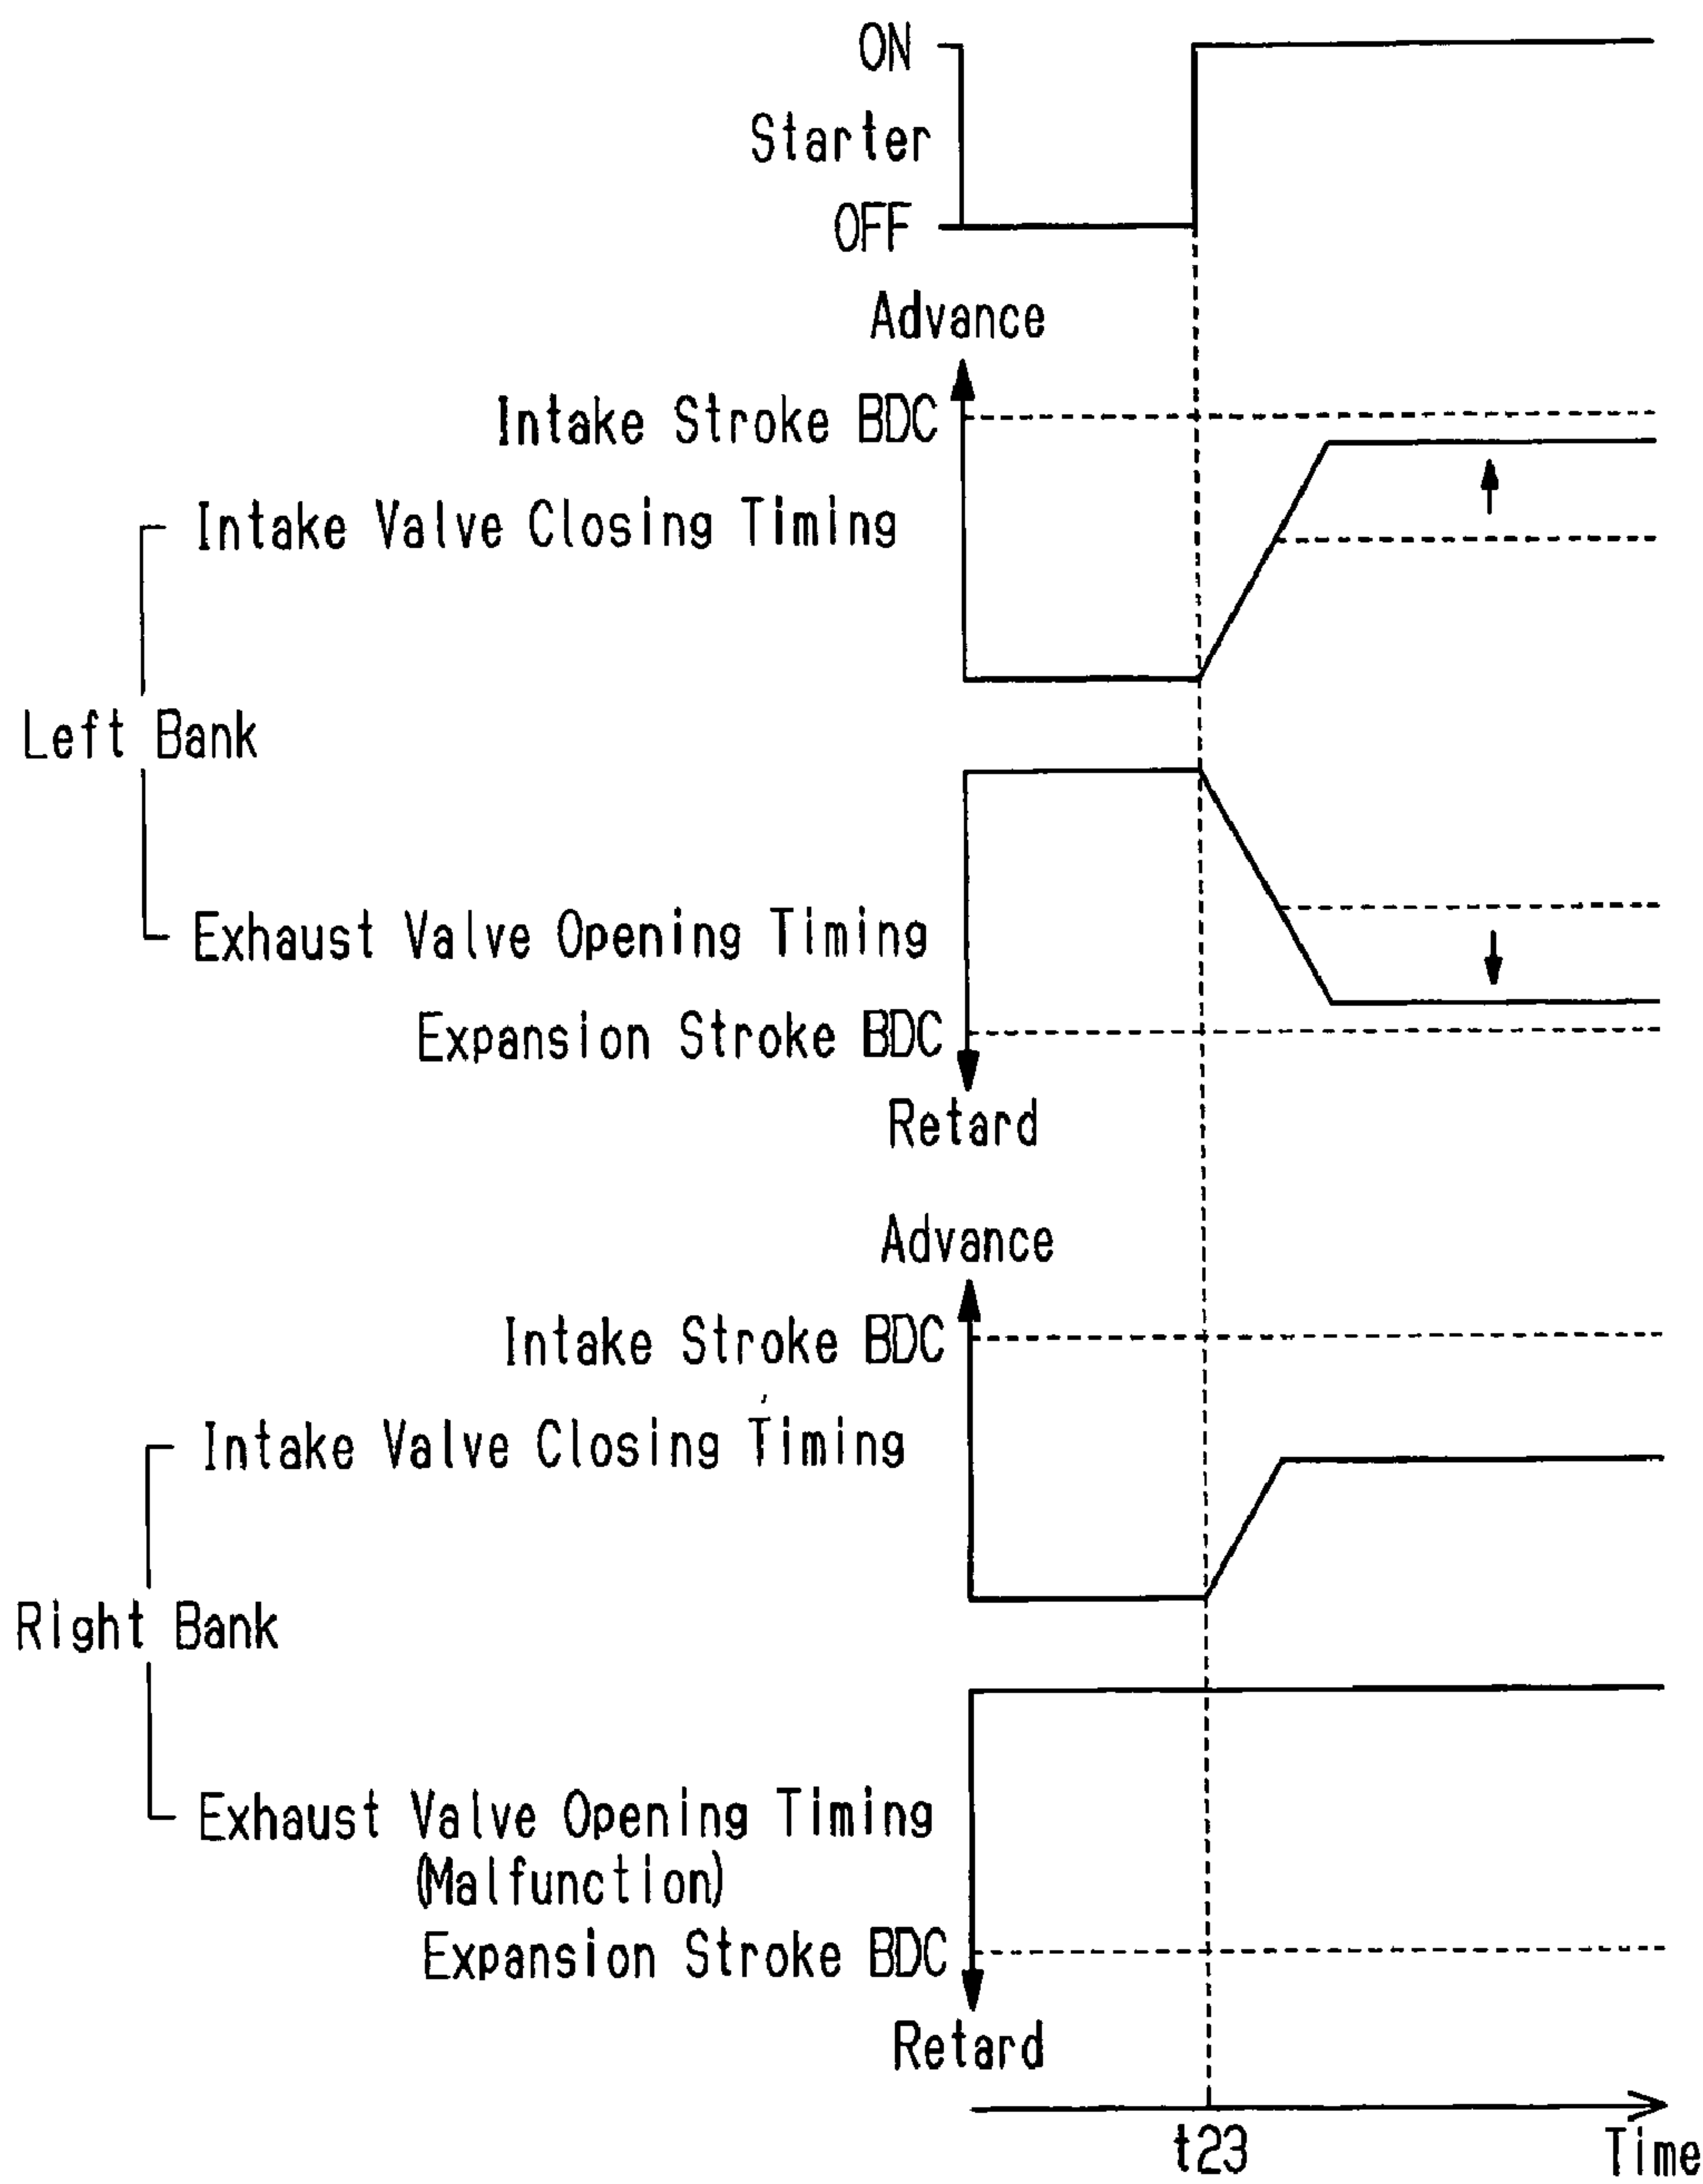 ON
Starter
OFF
Advance
Intake Stroke BDC
Intake Valve Closing Timing
Left Bank
Exhaust Valve Opening Timing
Expansion Stroke BDC
Retard
Advance
Intake Stroke BDC
Intake Valve Closing Timing
Right Bank
Exhaust Valve Opening Timing
(Malfunction)
Expansion Stroke BDC
Retard
t23
Time